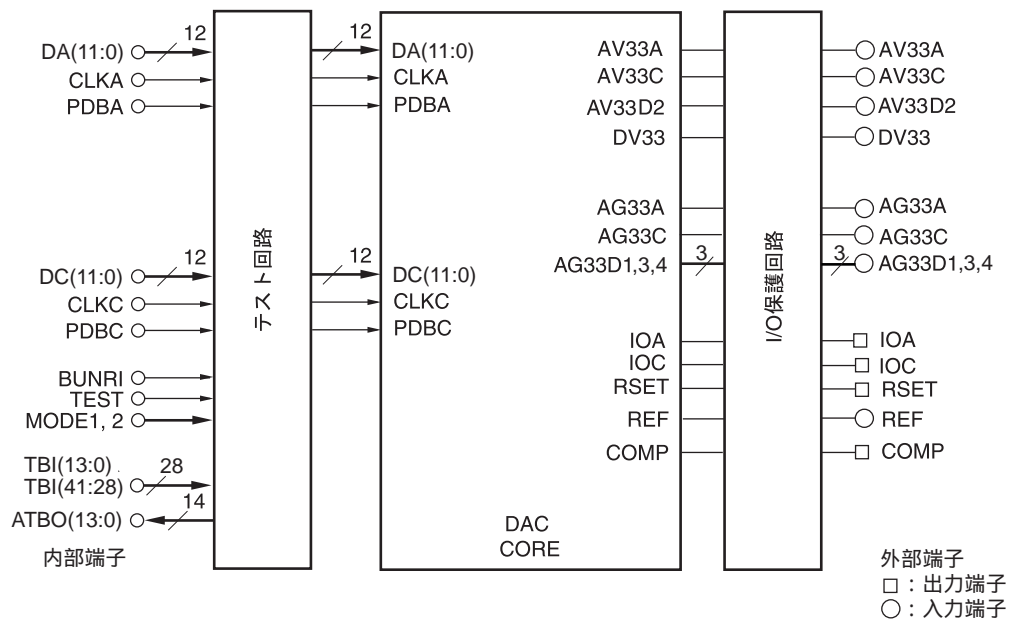 DA(11:0)
12
CLKA
PDBA
DC(11:0)
12
CLKC
PDBC
BUNRI
TEST
MODE1, 2
TBI(13:0)
TBI(41:28)
28
ATBO(13:0)
14
内部端子
テスト回路
12
DA(11:0)
CLKA
PDBA
12
DC(11:0)
CLKC
PDBC
AV33A
AV33C
AV33D2
DV33
AG33A
AG33C
AG33D1,3,4
3
IOA
IOC
RSET
REF
COMP
DAC
CORE
I/O保護回路
AV33A
AV33C
AV33D2
DV33
AG33A
AG33C
3
AG33D1,3,4
IOA
IOC
RSET
REF
COMP
外部端子
□：出力端子
○：入力端子